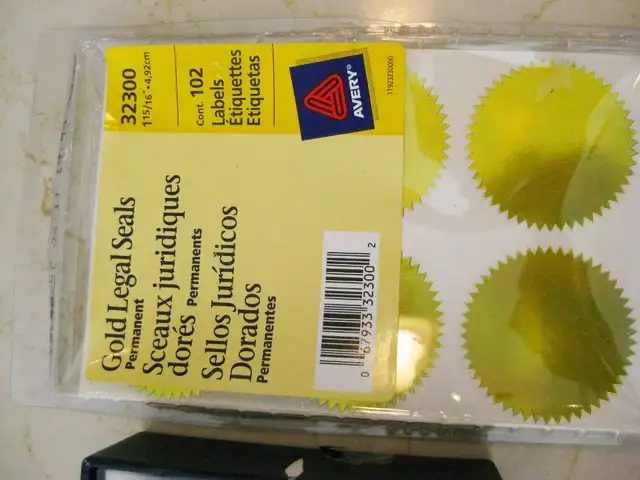 32300
1 15/16" • 4,92cm
Cont. 102
Labels
Étiquettes
Etiquetas
AVERY®
Gold Legal Seals
Permanent
Sceaux juridiques
dorés Permanents
Sellos Jurídicos
Dorados
Permanentes
0 67933 32300 2